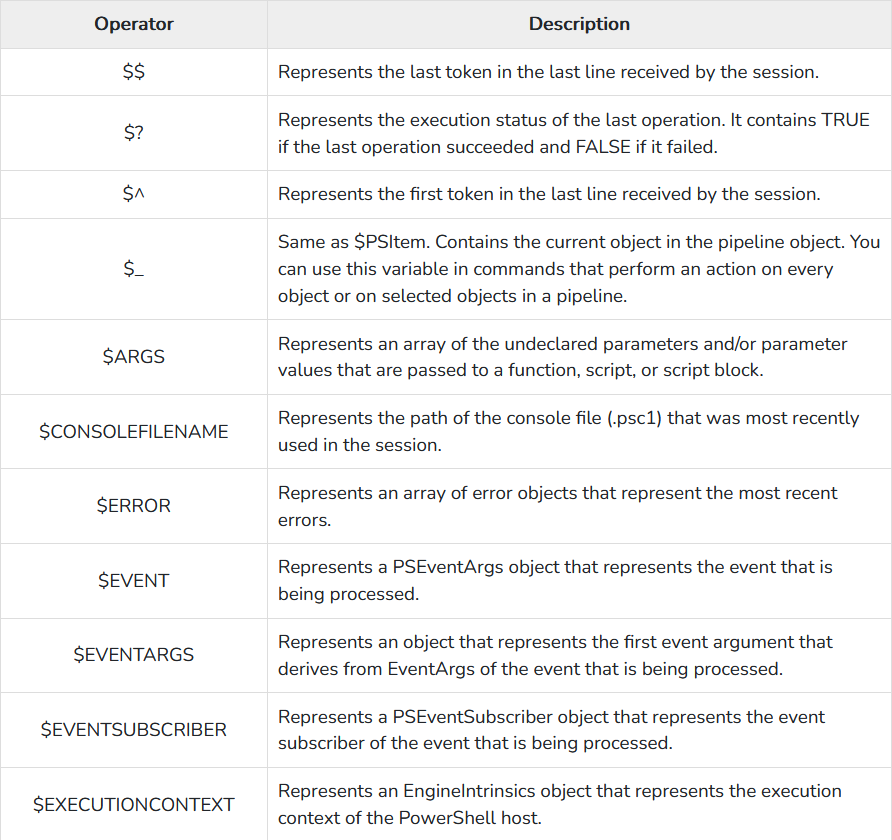 Operator Description
$$ Represents the last token in the last line received by the session.
$? Represents the execution status of the last operation. It contains TRUE
if the last operation succeeded and FALSE if it failed.
$^ Represents the first token in the last line received by the session.
$_ Same as $PSItem. Contains the current object in the pipeline object. You
can use this variable in commands that perform an action on every
object or on selected objects in a pipeline.
$ARGS Represents an array of the undeclared parameters and/or parameter
values that are passed to a function, script, or script block.
$CONSOLEFILENAME Represents the path of the console file (.psc1) that was most recently
used in the session.
$ERROR Represents an array of error objects that represent the most recent
errors.
$EVENT Represents a PSEventArgs object that represents the event that is
being processed.
$EVENTARGS Represents an object that represents the first event argument that
derives from EventArgs of the event that is being processed.
$EVENTSUBSCRIBER Represents a PSEventSubscriber object that represents the event
subscriber of the event that is being processed.
$EXECUTIONCONTEXT Represents an EngineIntrinsics object that represents the execution
context of the PowerShell host.